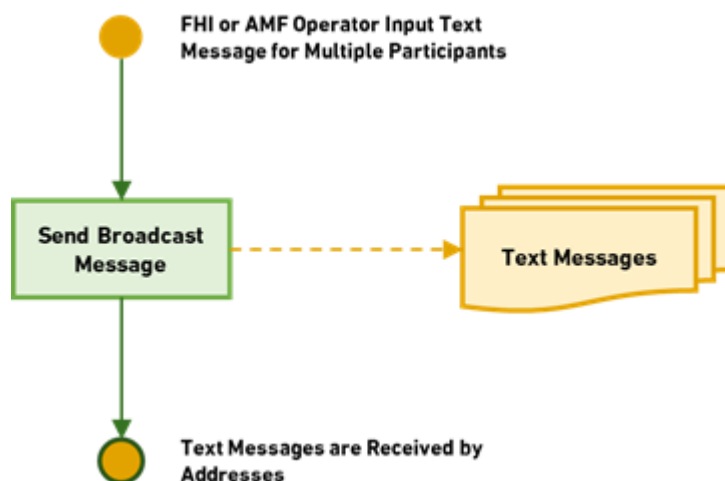 FHI or AMF Operator Input Text
Message for Multiple Participants
Send Broadcast
Message
Text Messages
Text Messages are Received by
Addresses